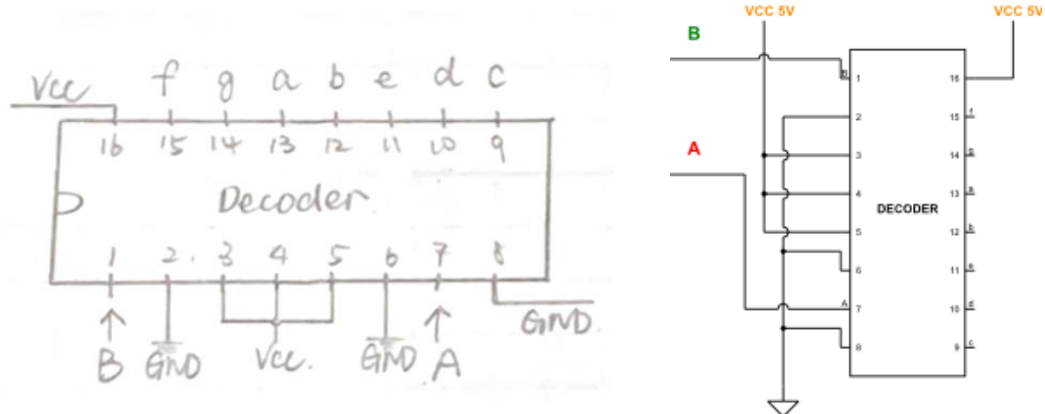 Vcc f g a b e d c
16 15 14 13 12 11 10 9
Decoder
1 2 3 4 5 6 7 8
B GND Vcc. GND A GND
VCC 5V VCC 5V
B
A
DECODER
B 1
2
3
4
5
6
A 7
8
16
15 f
14 g
13 a
12 b
11 e
10 d
9 c